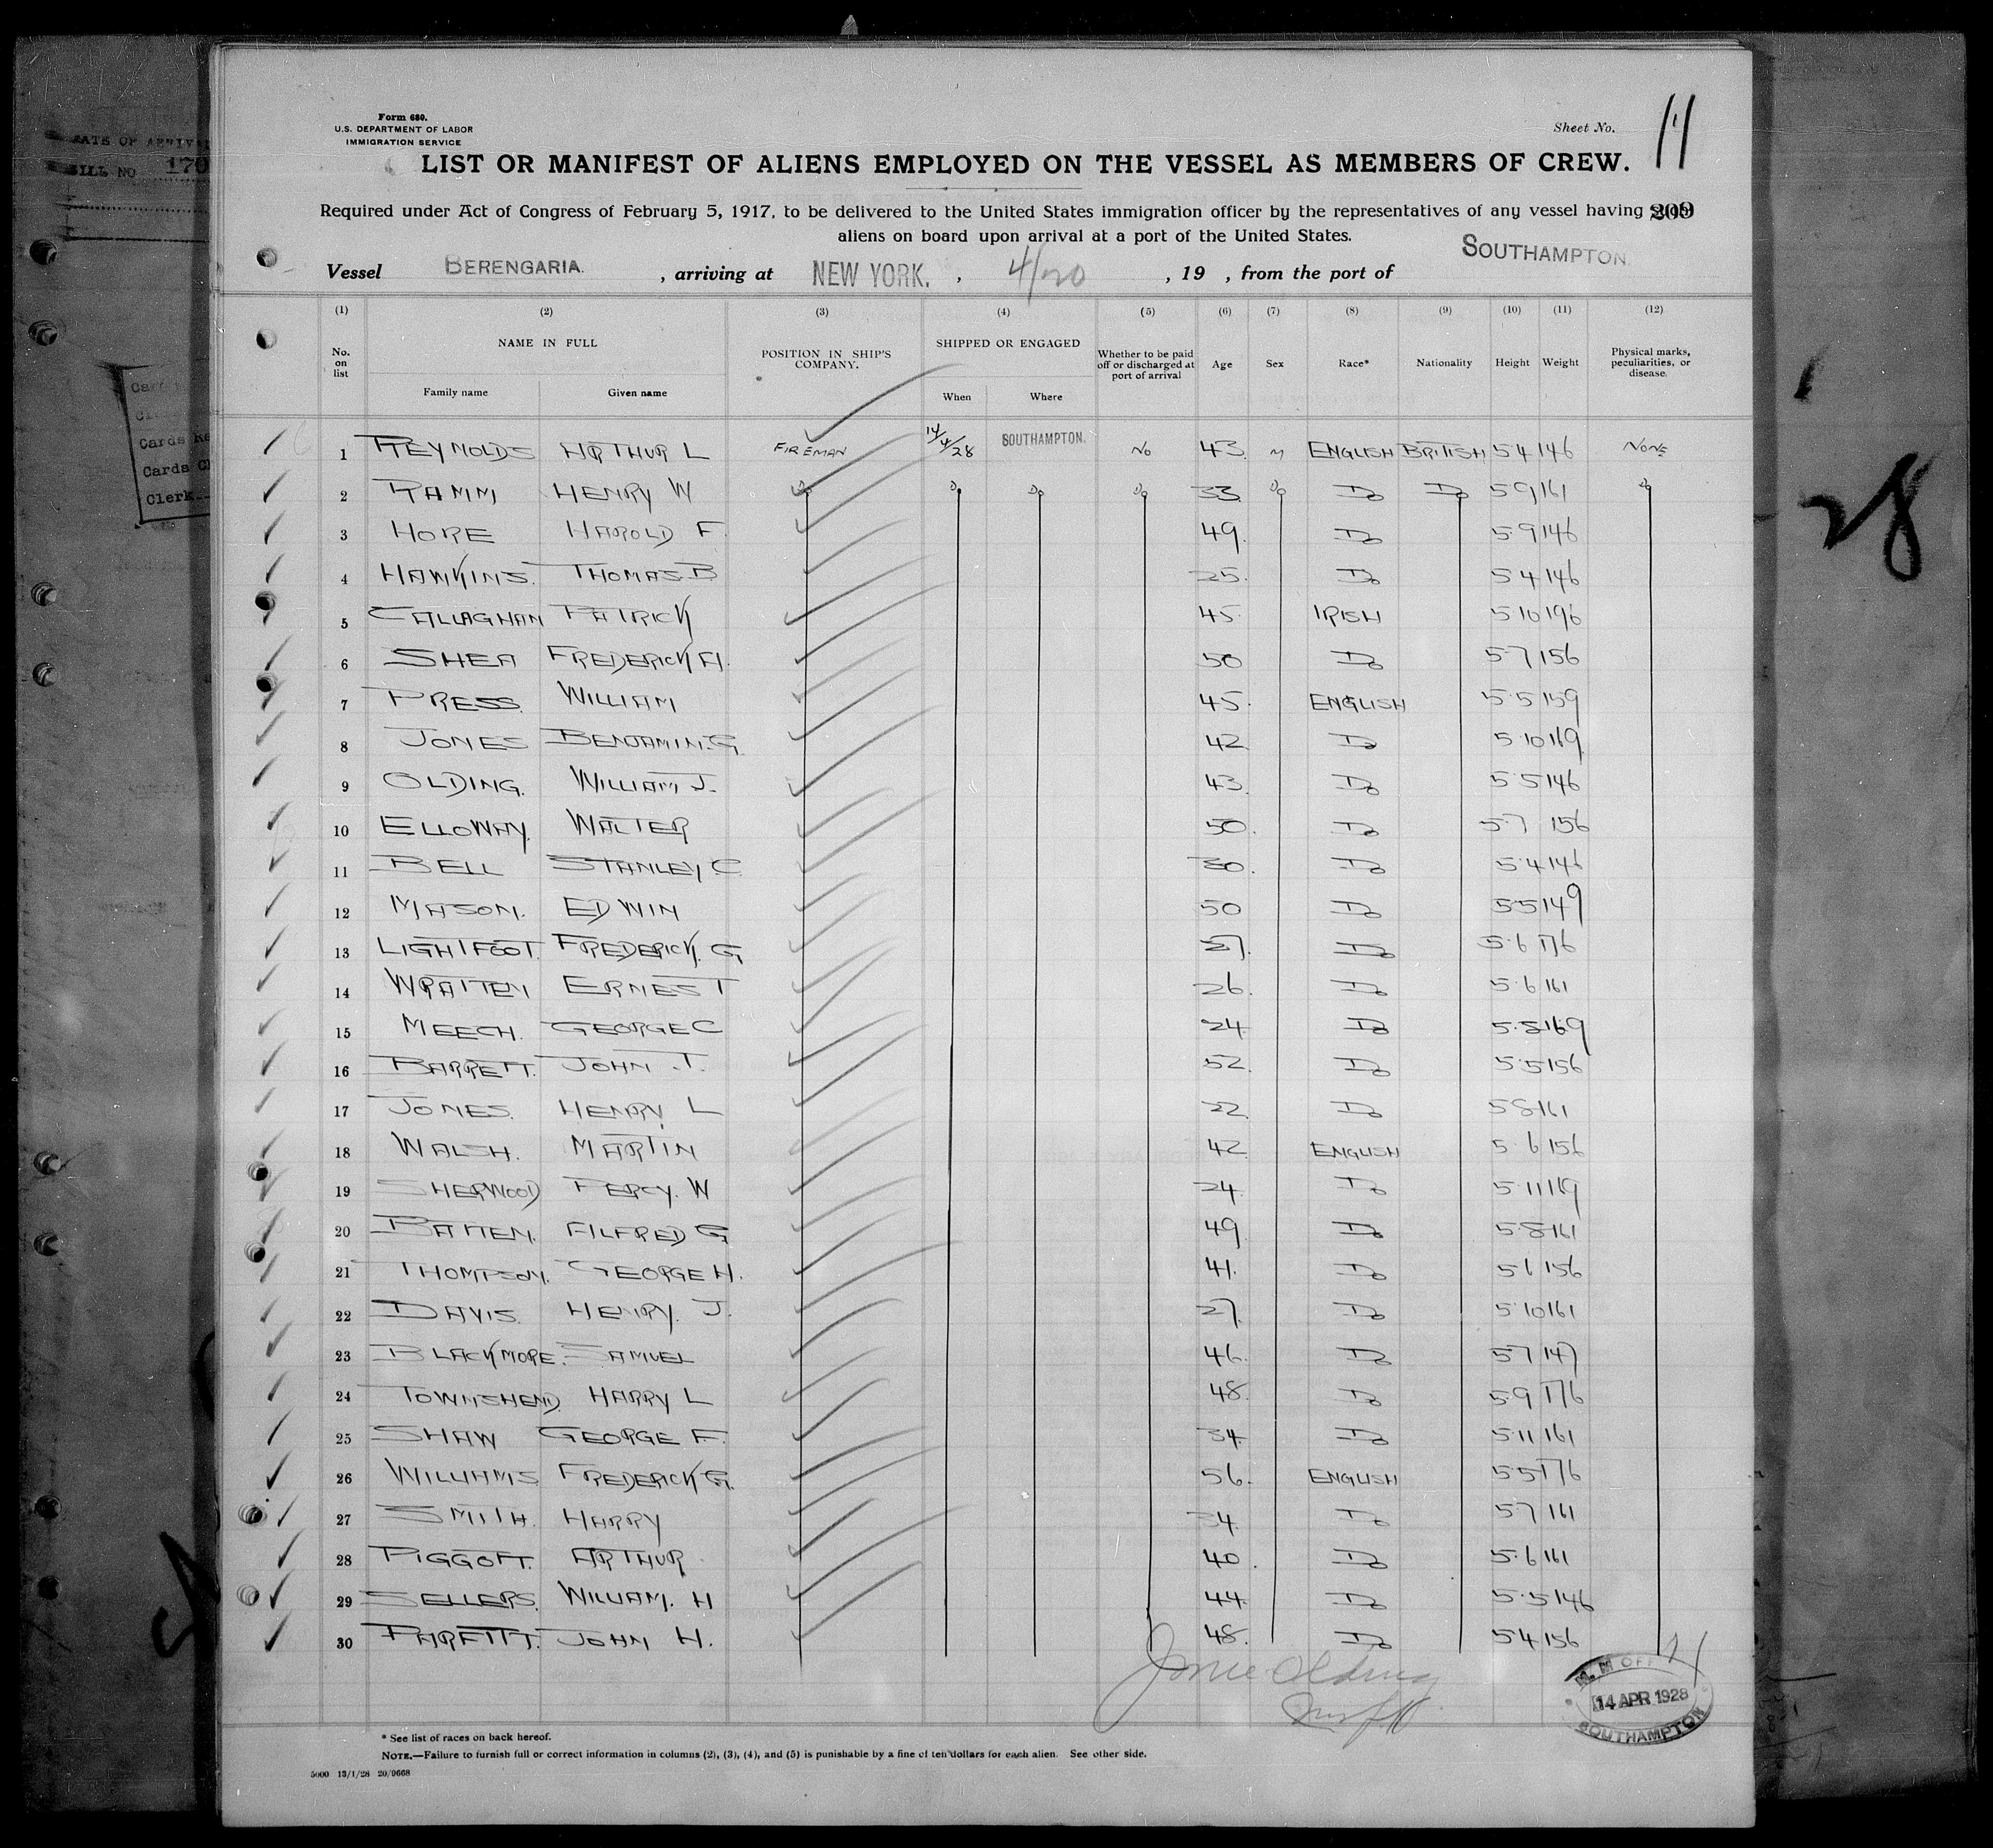 DATE OF ARRIVAL
BILL NO 170
Form 680.
U.S. DEPARTMENT OF LABOR
IMMIGRATION SERVICE
Sheet No. 11
LIST OR MANIFEST OF ALIENS EMPLOYED ON THE VESSEL AS MEMBERS OF CREW.
Required under Act of Congress of February 5, 1917, to be delivered to the United States immigration officer by the representatives of any vessel having such 209
aliens on board upon arrival at a port of the United States.
Vessel BERENGARIA. , arriving at NEW YORK. , 4/20 , 19 , from the port of SOUTHAMPTON
28
(1) (2) (3) (4) (5) (6) (7) (8) (9) (10) (11) (12)
No. on list NAME IN FULL Family name Given name POSITION IN SHIP'S COMPANY. SHIPPED OR ENGAGED When Where Whether to be paid off or discharged at port of arrival Age Sex Race* Nationality Height Weight Physical marks, peculiarities, or disease.
1 REYNOLDS ARTHUR L FIREMAN 14/4/28 SOUTHAMPTON. No 43. M ENGLISH BRITISH 5 4 146 NONE
2 RAMM HENRY W Do Do Do Do 33 Do Do Do 5 9 161 Do
3 HORE HAROLD F. 49. Do 5.9 146
4 HAWKINS. THOMAS.B 25. Do 5 4 146
5 CALLAGHAN PATRICK 45. IRISH 5 10 196
6 SHEA FREDERICK A. 50 Do 5.7 156
7 PRESS. WILLIAM 45. ENGLISH 5.5 159
8 JONES BENJAMIN.G. 42 Do 5 10 169
9 OLDING. WILLIAM J. 43. Do 5 5 146
10 ELLOWAY. WALTER 50. Do 5.7 156
11 BELL STANLEY C. 30. Do 5.4 146
12 MASON. EDWIN 50 Do 5 5 149
13 LIGHTFOOT. FREDERICK. G. 37. Do 5.6 176
14 WRATTEN ERNEST 26. Do 5.6 161
15 MEECH. GEORGE C 24 Do 5.8 169
16 BARRETT. JOHN .T. 52. Do 5.5 156
17 JONES. HENRY L 22. Do 5 8 161
18 WALSH. MARTIN 42 ENGLISH 5 6 156
19 SHERWOOD PERCY. W 24. Do 5.11 169
20 BATTEN. ALFRED G 49. Do 5.8 161
21 THOMPSON. GEORGE H. 41. Do 5 6 156
22 DAVIS. HENRY. J. 27. Do 5.10 161
23 BLACKMORE. SAMUEL 46. Do 5 7 147
24 TOWNSHEND HARRY L 48. Do 5.9 176
25 SHAW GEORGE F. 34. Do 5.11 161
26 WILLIAMS FREDERICK G. 56. ENGLISH 5 5 176
27 SMITH. HARRY 34. Do 5 7 161
28 PIGGOTT. ARTHUR 40. Do 5.6 161
29 SELLERS. WILLIAM. H 44. Do 5.5 146
30 PARFITT. JOHN H. 48. Do 5 4 156
14 APR 1928
SOUTHAMPTON
* See list of races on back hereof.
NOTE.—Failure to furnish full or correct information in columns (2), (3), (4), and (5) is punishable by a fine of ten dollars for each alien. See other side.
5000 13/1/28 20/0668